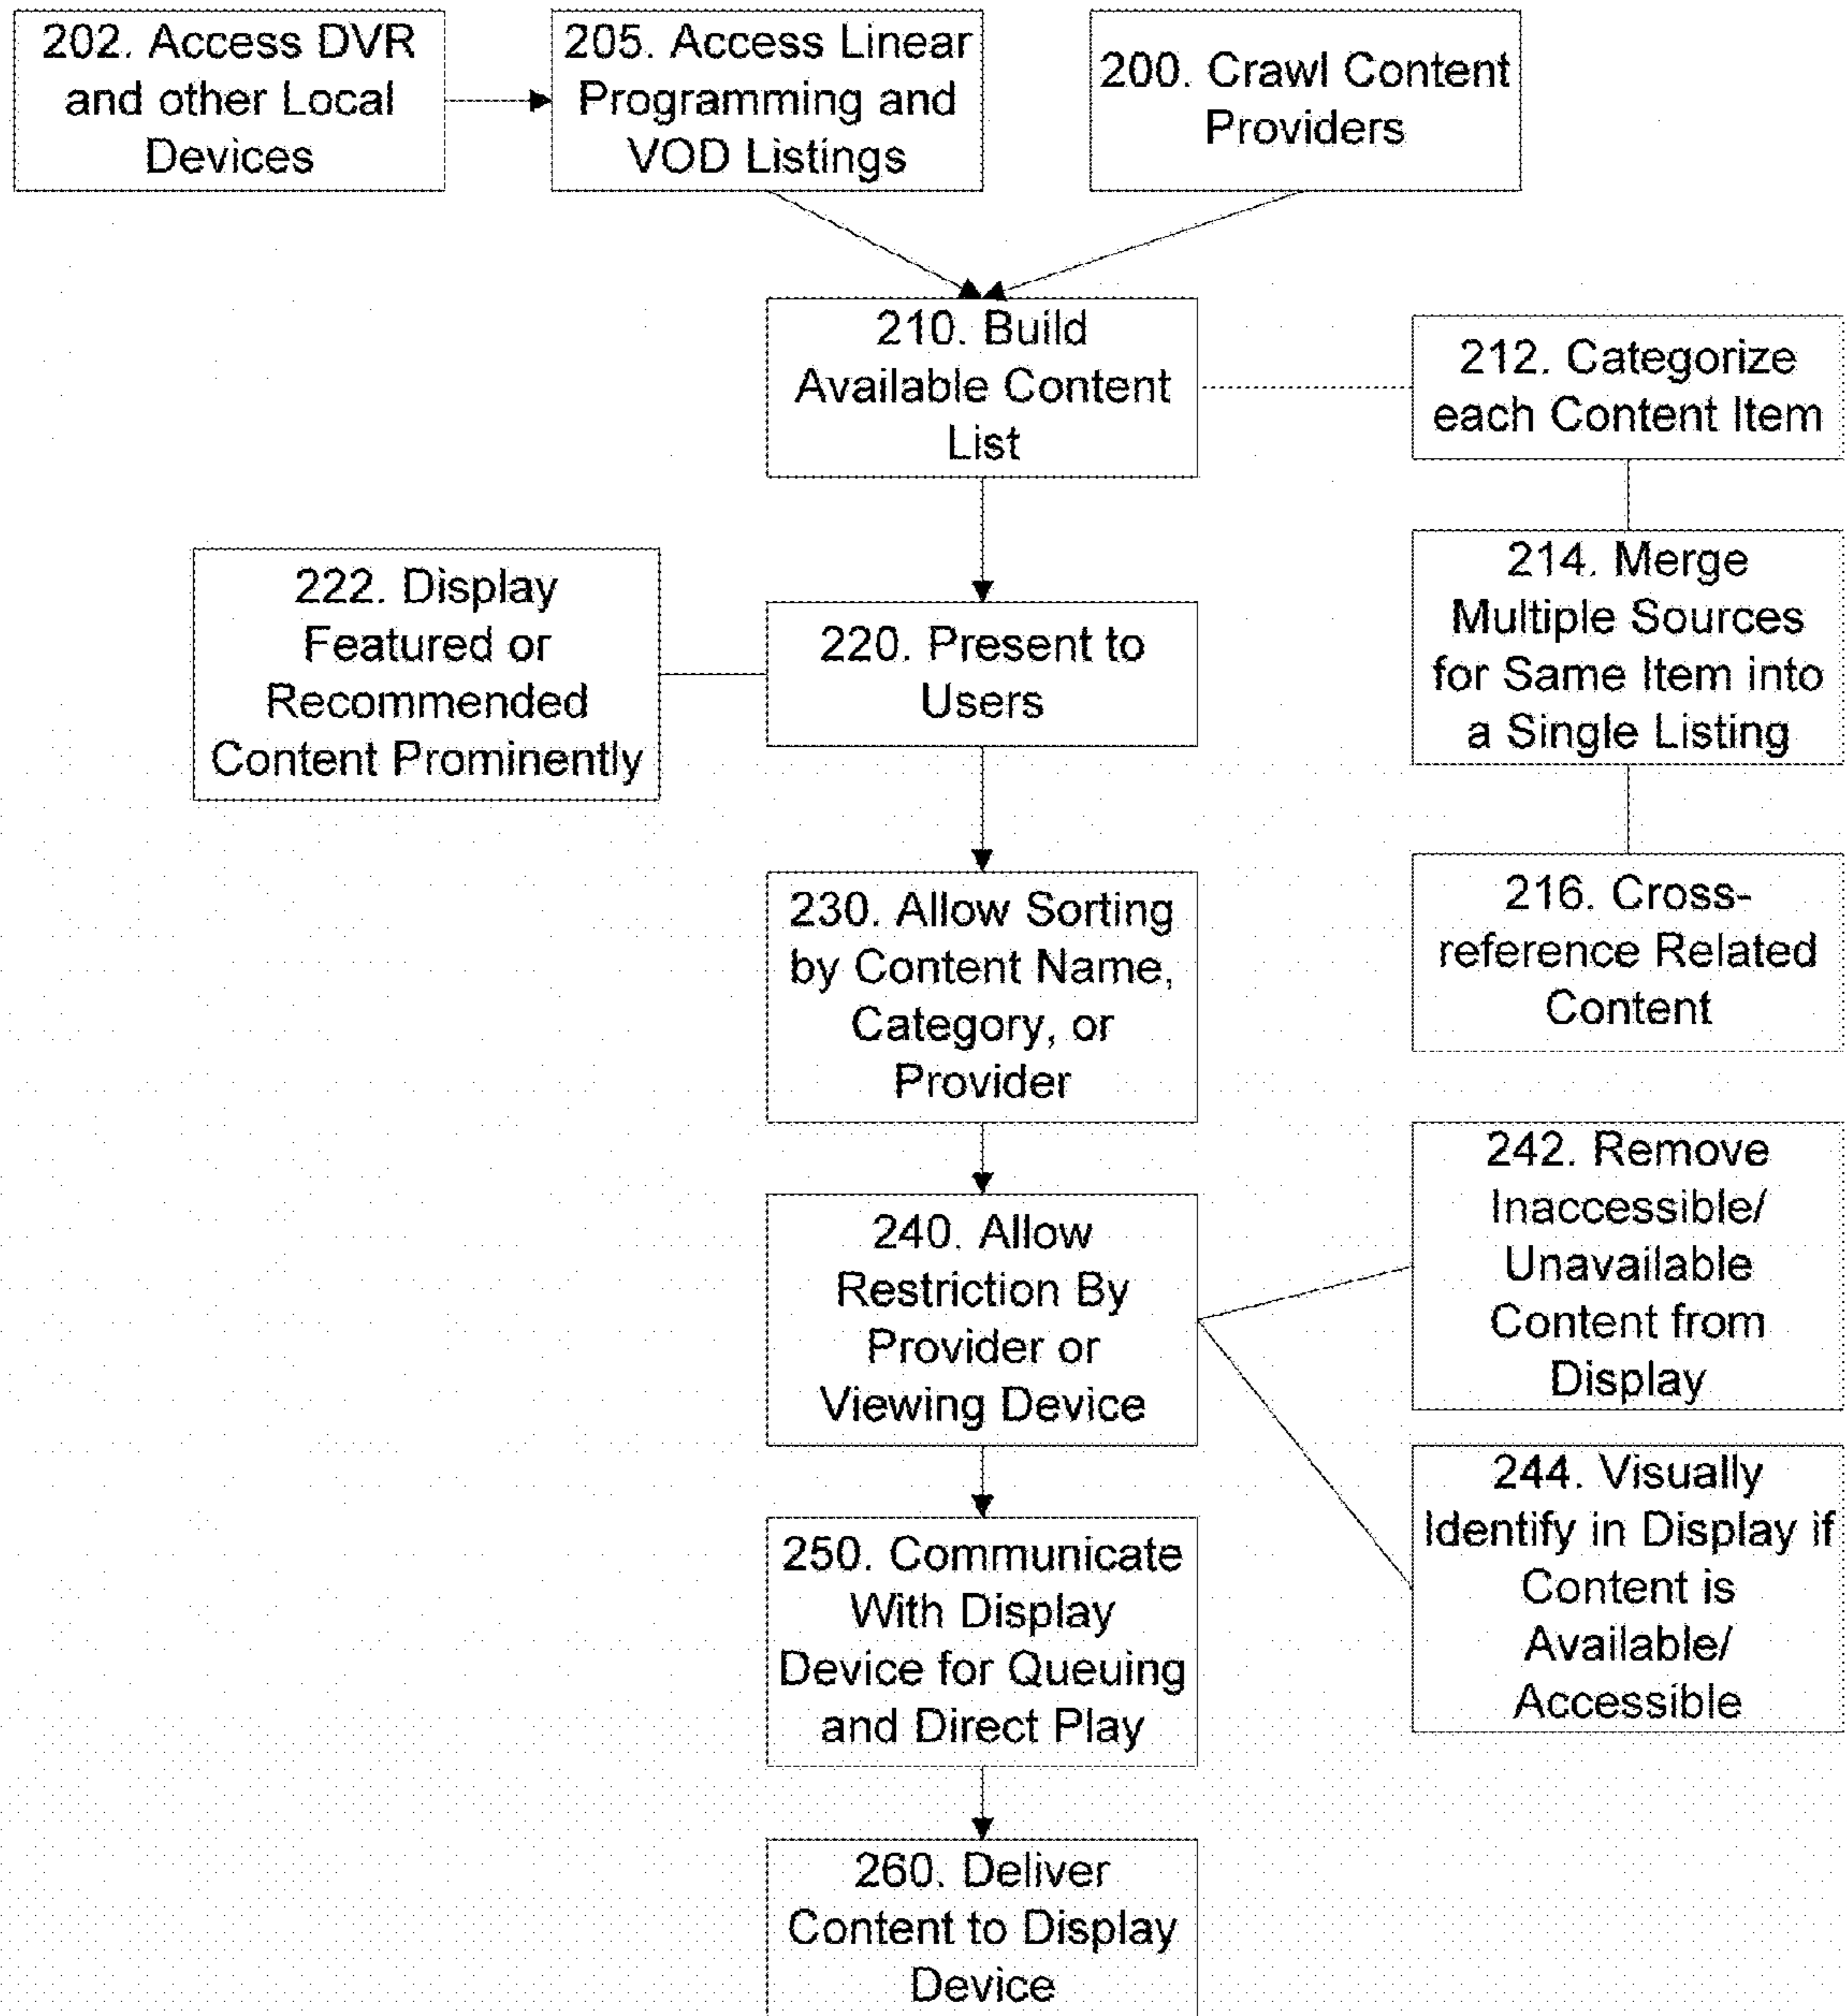 202. Access DVR
and other Local
Devices
205. Access Linear
Programming and
VOD Listings
200. Crawl Content
Providers
210. Build
Available Content
List
212. Categorize
each Content Item
214. Merge
Multiple Sources
for Same Item into
a Single Listing
222. Display
Featured or
Recommended
Content Prominently
220. Present to
Users
216. Cross-
reference Related
Content
230. Allow Sorting
by Content Name,
Category, or
Provider
240. Allow
Restriction By
Provider or
Viewing Device
242. Remove
Inaccessible/
Unavailable
Content from
Display
244. Visually
Identify in Display if
Content is
Available/
Accessible
250. Communicate
With Display
Device for Queuing
and Direct Play
260. Deliver
Content to Display
Device